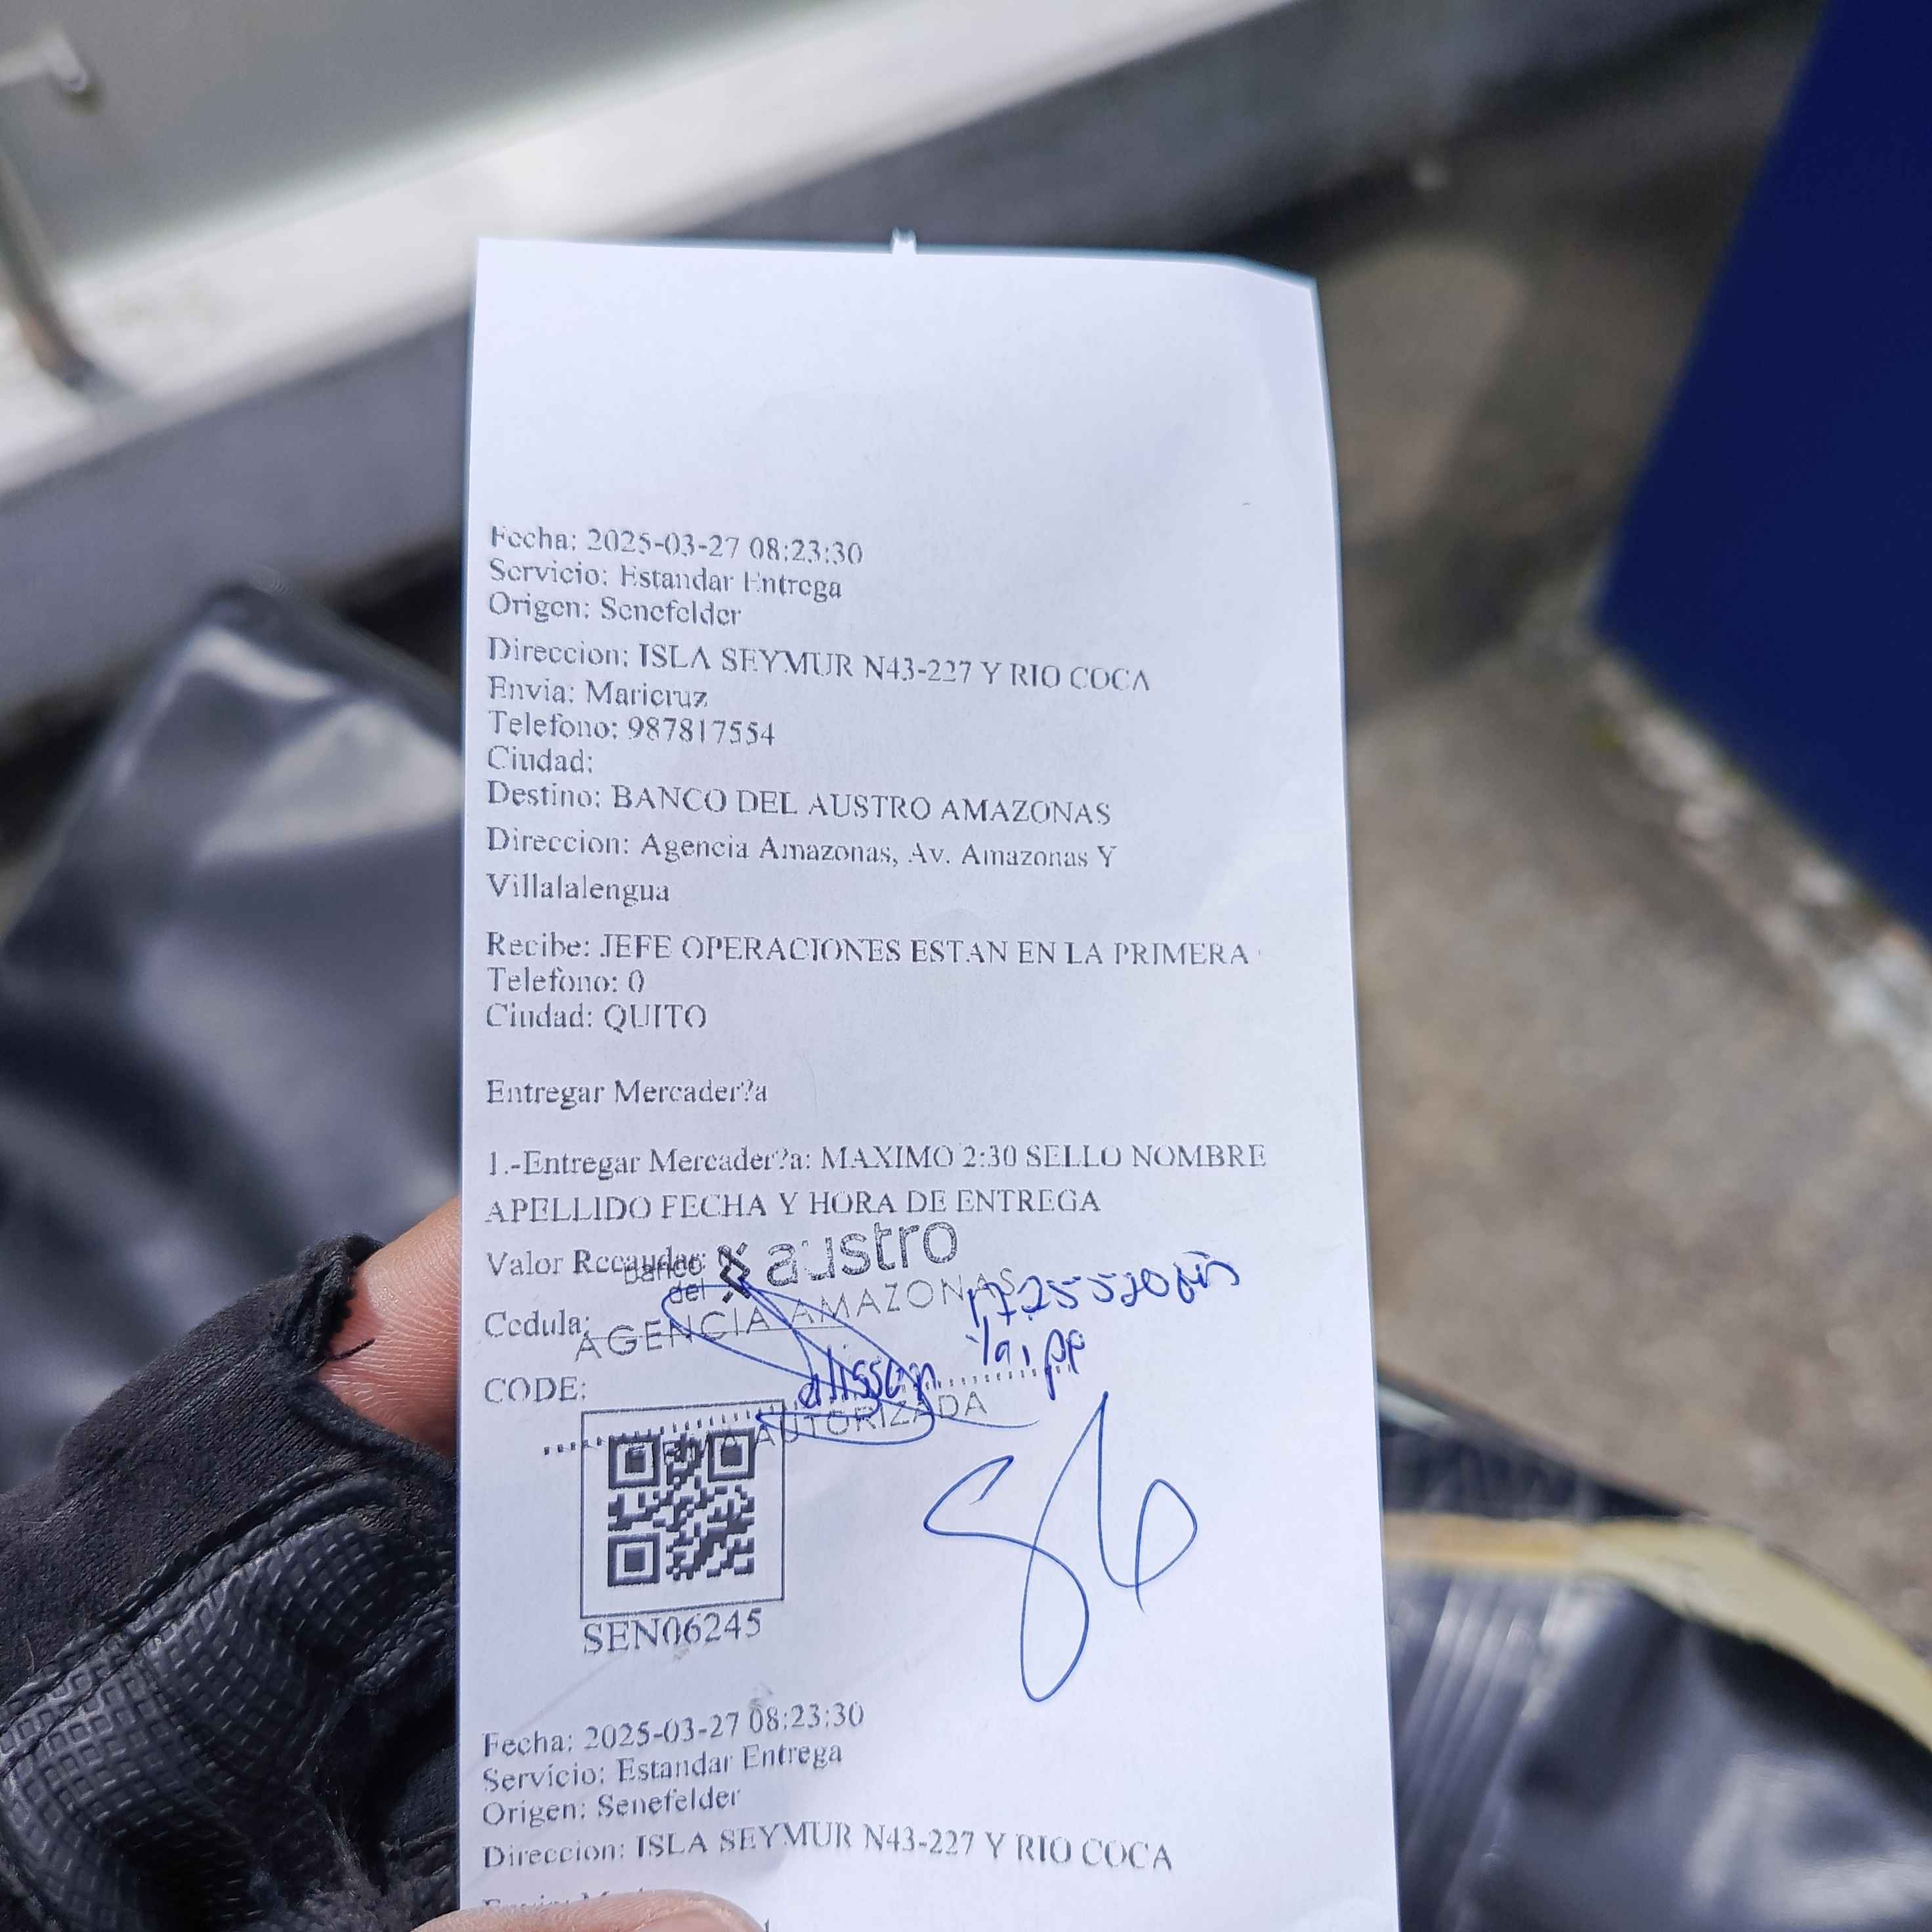 Fecha: 2025-03-27 08:23:30
Servicio: Estandar Entrega
Origen: Senefelder
Direccion: ISLA SEYMUR N43-227 Y RIO COCA
Envia: Maricruz
Telefono: 987817554
Ciudad:
Destino: BANCO DEL AUSTRO AMAZONAS
Direccion: Agencia Amazonas, Av. Amazonas Y
Villalalengua
Recibe: JEFE OPERACIONES ESTAN EN LA PRIMERA
Telefono: 0
Ciudad: QUITO
Entregar Mercader?a
1.-Entregar Mercader?a: MAXIMO 2:30 SELLO NOMBRE
APELLIDO FECHA Y HORA DE ENTREGA
Valor Recaudar:
banco del austro
Cedula:
AGENCIA AMAZONAS
CODE:
AUTORIZADA
SEN06245
Fecha: 2025-03-27 08:23:30
Servicio: Estandar Entrega
Origen: Senefelder
Direccion: ISLA SEYMUR N43-227 Y RIO COCA